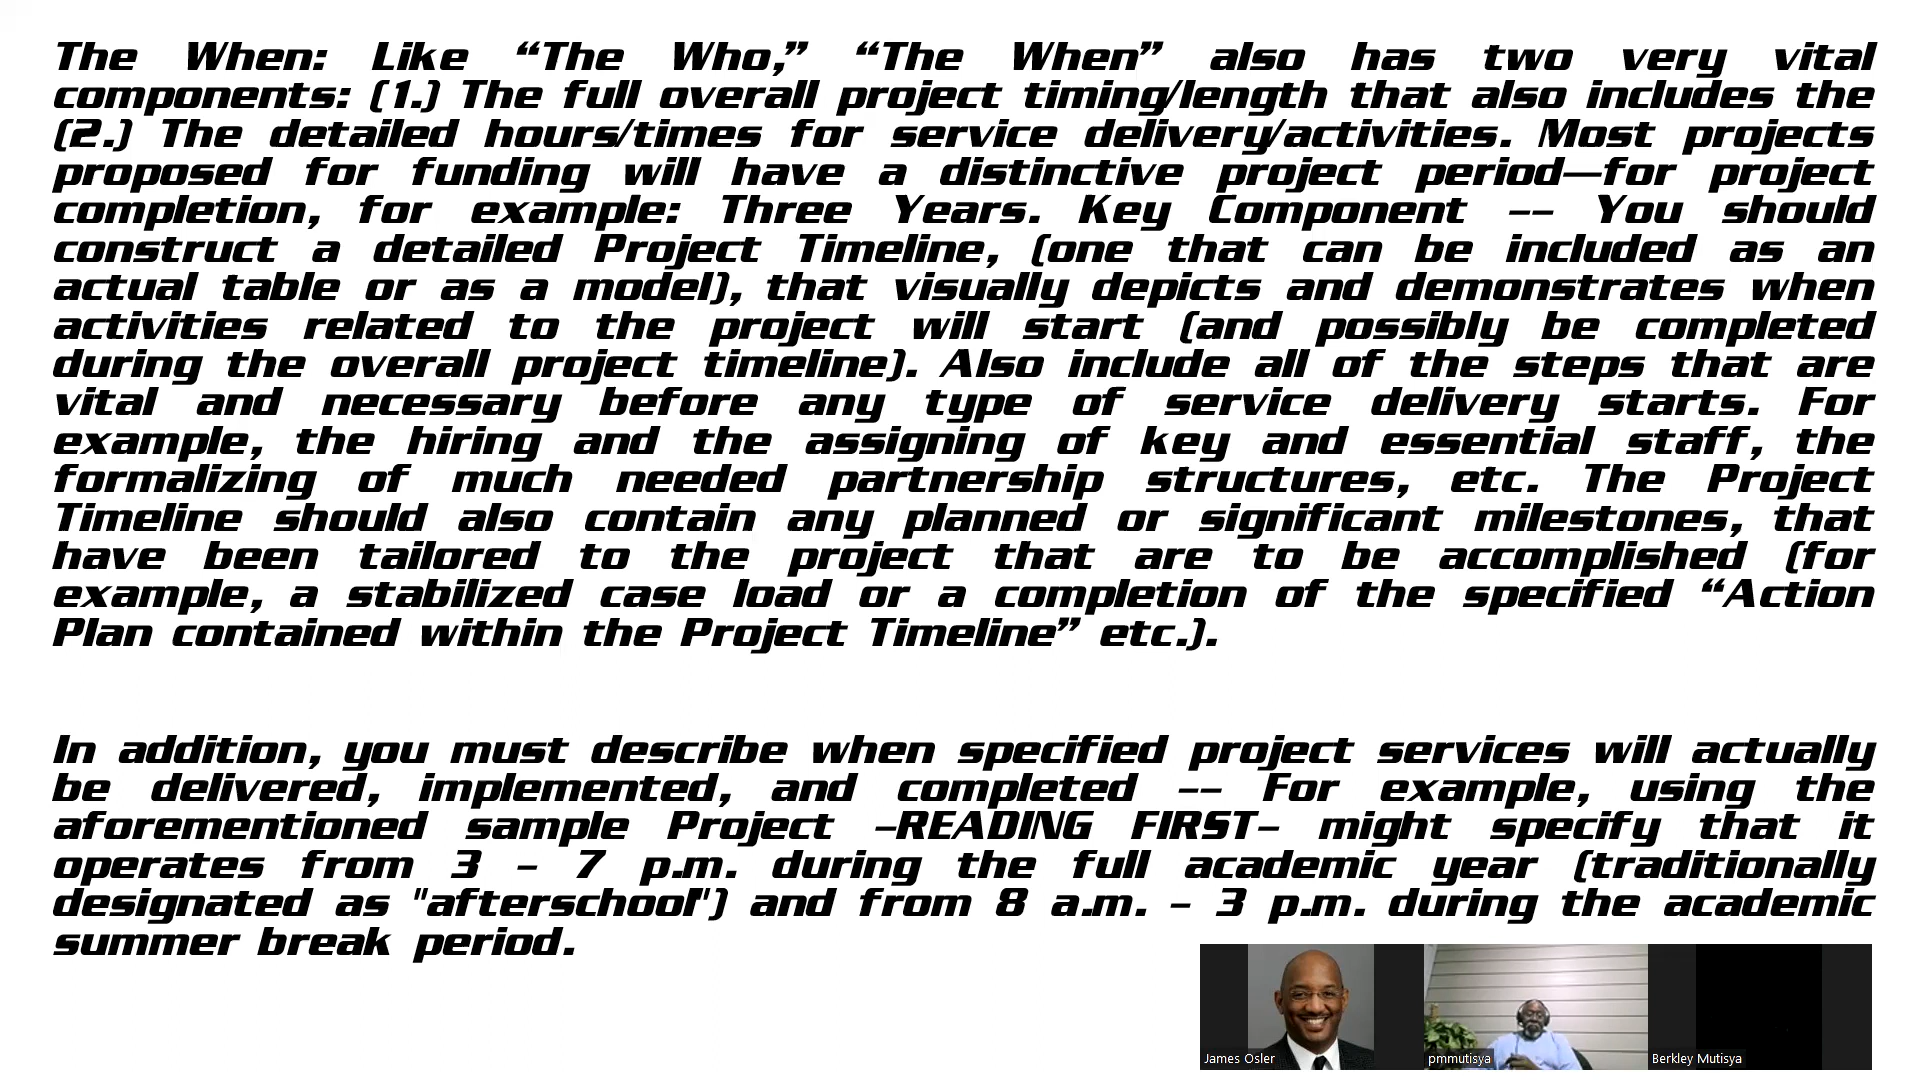 The When: Like “The Who,” “The When” also has two very vital
components: (1.) The full overall project timing/length that also includes the
(2.) The detailed hours/times for service delivery/activities. Most projects
proposed for funding will have a distinctive project period—for project
completion, for example: Three Years. Key Component -- You should
construct a detailed Project Timeline, (one that can be included as an
actual table or as a model), that visually depicts and demonstrates when
activities related to the project will start (and possibly be completed
during the overall project timeline). Also include all of the steps that are
vital and necessary before any type of service delivery starts. For
example, the hiring and the assigning of key and essential staff, the
formalizing of much needed partnership structures, etc. The Project
Timeline should also contain any planned or significant milestones, that
have been tailored to the project that are to be accomplished (for
example, a stabilized case load or a completion of the specified “Action
Plan contained within the Project Timeline” etc.).
In addition, you must describe when specified project services will actually
be delivered, implemented, and completed -- For example, using the
aforementioned sample Project –READING FIRST– might specify that it
operates from 3 – 7 p.m. during the full academic year (traditionally
designated as "afterschool") and from 8 a.m. – 3 p.m. during the academic
summer break period.
James Osler
pmmutisya
Berkley Mutisya